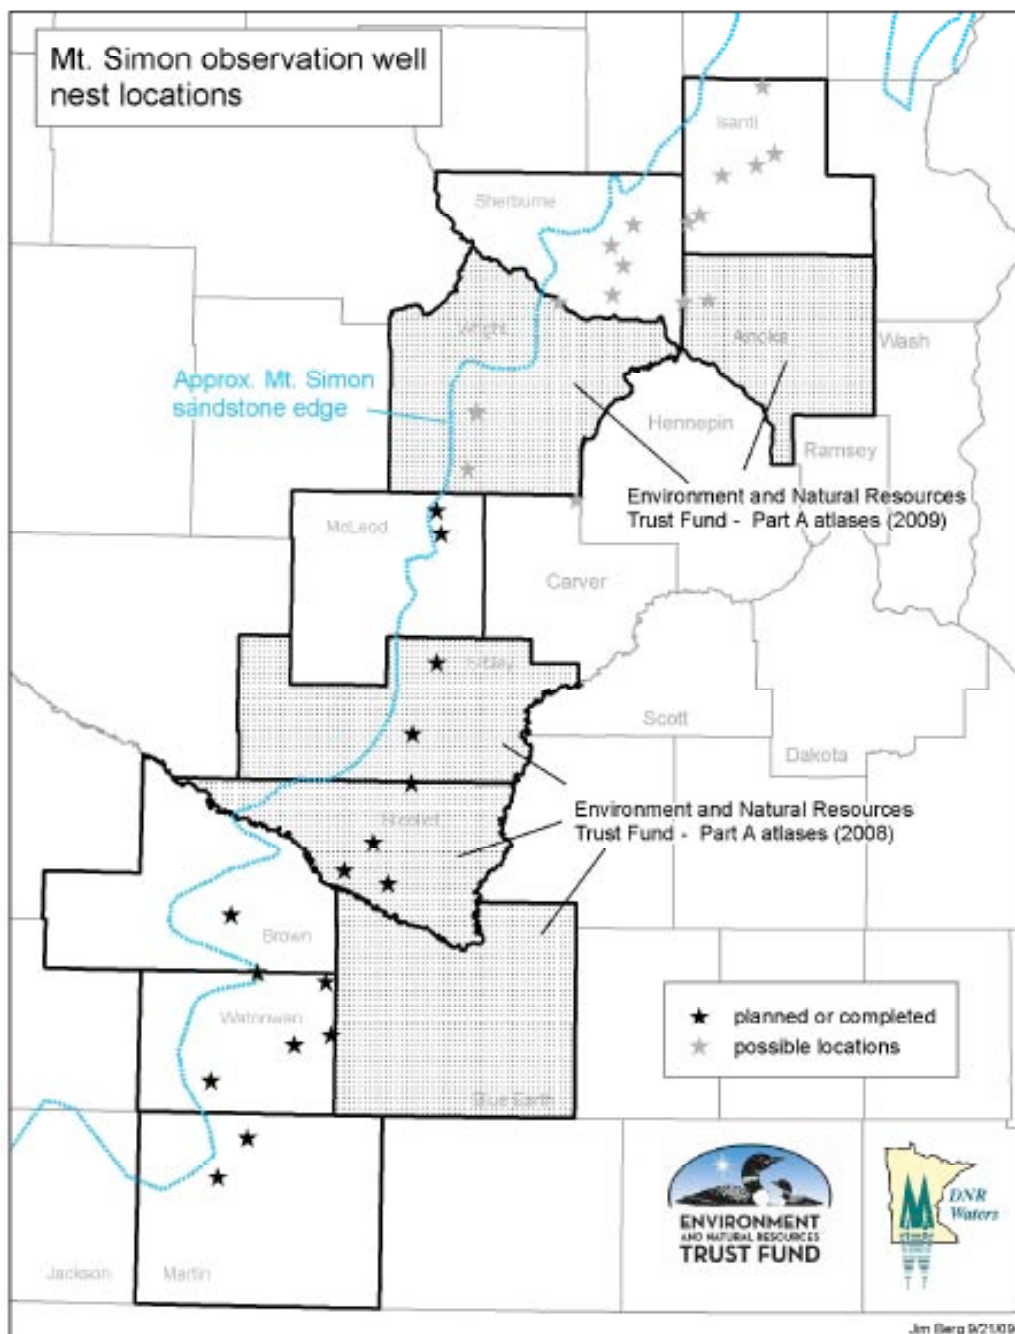 Mt. Simon observation well
nest locations
Isanti
Sherburne
Wright
Anoka
Wash
Approx. Mt. Simon
sandstone edge
Hennepin
Ramsey
Environment and Natural Resources
Trust Fund - Part A atlases (2009)
McLeod
Carver
Sibley
Scott
Dakota
Nicollet
Environment and Natural Resources
Trust Fund - Part A atlases (2008)
Brown
Watonwan
planned or completed
possible locations
Blue Earth
ENVIRONMENT
AND NATURAL RESOURCES
TRUST FUND
DNR
Waters
Jackson
Martin
Jim Berg 9/21/09